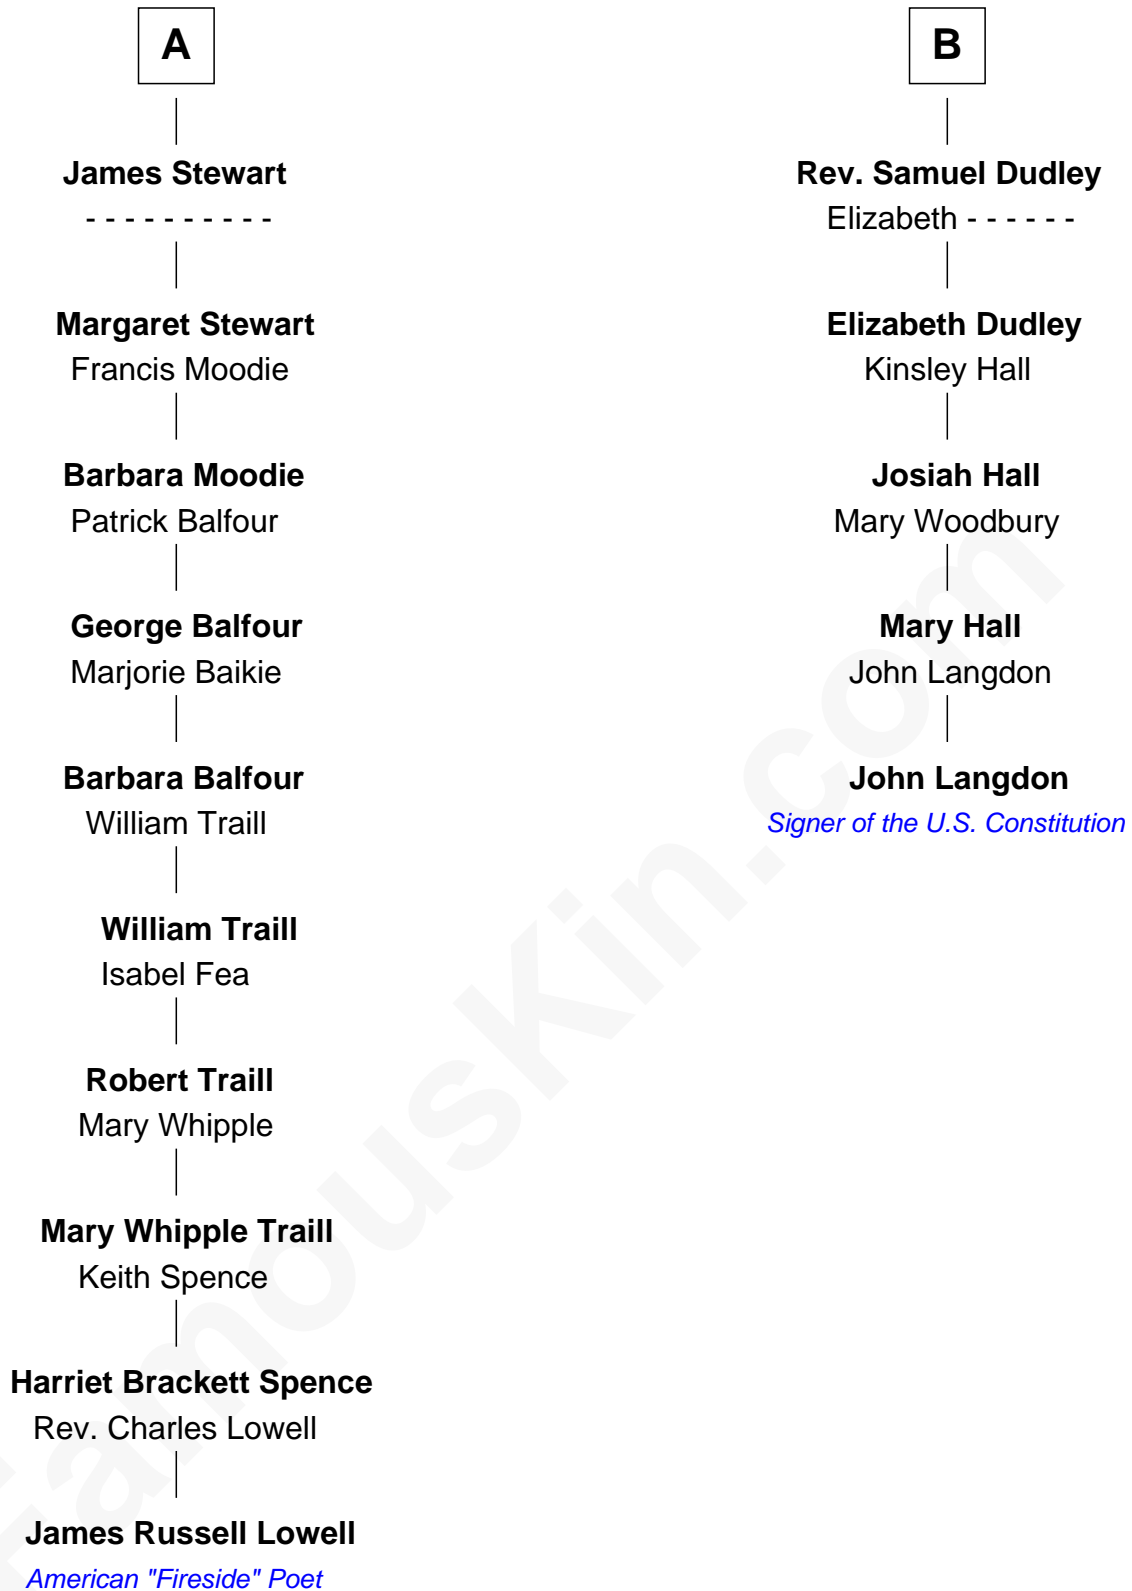 A
James Stewart
- - - - - - - - - -
Margaret Stewart
Francis Moodie
Barbara Moodie
Patrick Balfour
George Balfour
Marjorie Baikie
Barbara Balfour
William Traill
William Traill
Isabel Fea
Robert Traill
Mary Whipple
Mary Whipple Traill
Keith Spence
Harriet Brackett Spence
Rev. Charles Lowell
James Russell Lowell
American "Fireside" Poet
B
Rev. Samuel Dudley
Elizabeth - - - - - -
Elizabeth Dudley
Kinsley Hall
Josiah Hall
Mary Woodbury
Mary Hall
John Langdon
John Langdon
Signer of the U.S. Constitution
FamousKin.com